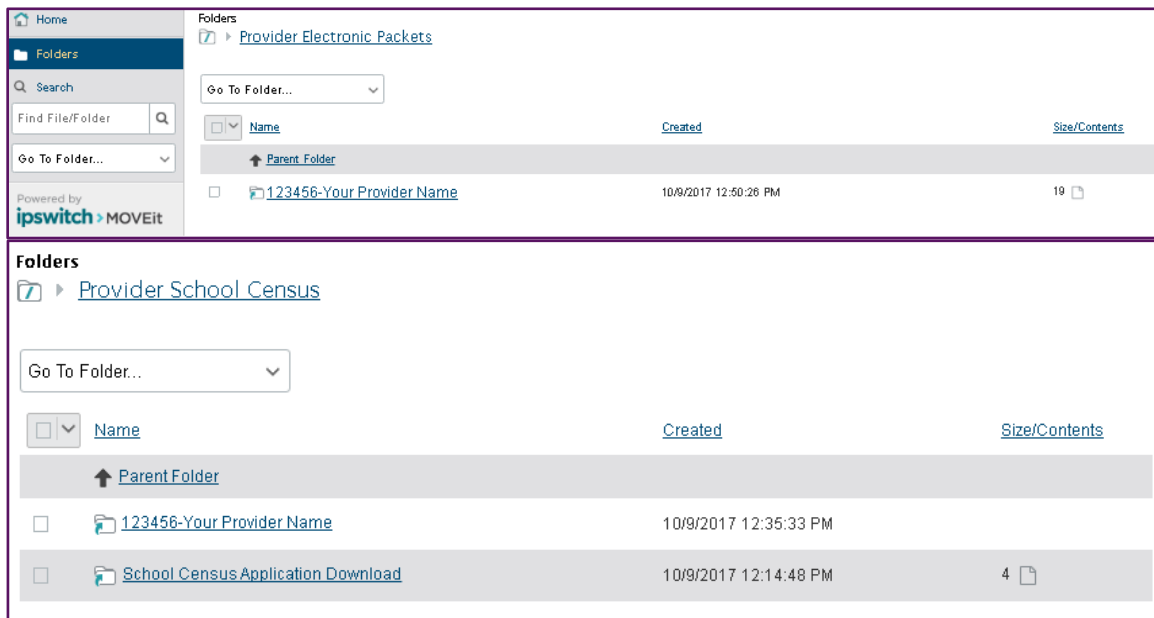 Home
Folders
Search
Find File/Folder
Go To Folder...
Powered by
ipswitch > MOVEit
Folders
Provider Electronic Packets
Go To Folder...
Name Created Size/Contents
Parent Folder
123456-Your Provider Name 10/9/2017 12:50:26 PM 19
Folders
Provider School Census
Go To Folder...
Name Created Size/Contents
Parent Folder
123456-Your Provider Name 10/9/2017 12:35:33 PM
School Census Application Download 10/9/2017 12:14:48 PM 4